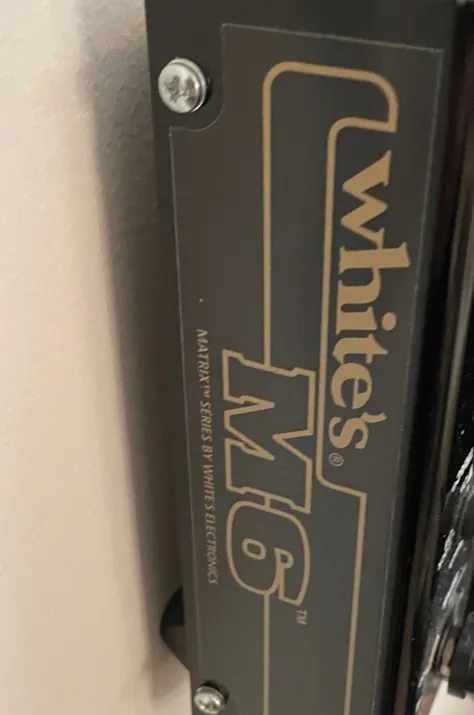 White's®
M6™
MATRIX™ SERIES BY WHITE'S ELECTRONICS